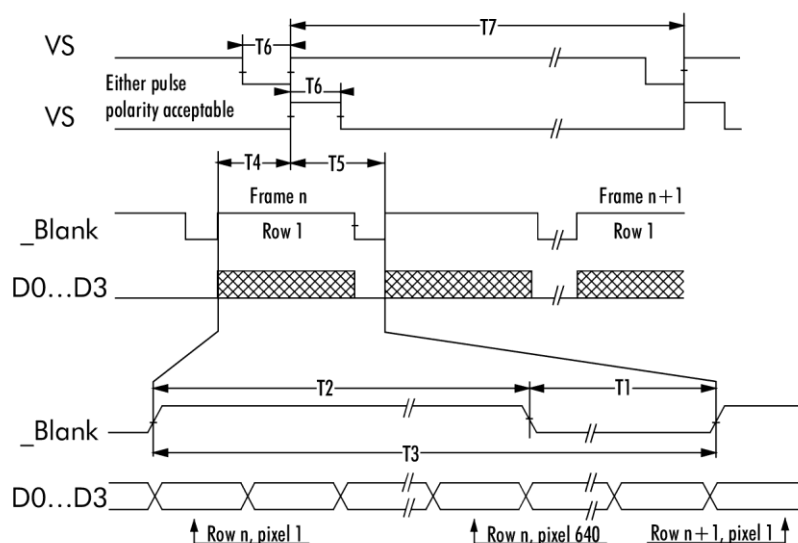 T7
VS
T6
Either pulse
polarity acceptable
T6
VS
T4
T5
Frame n
Frame n+1
_Blank
Row 1
Row 1
D0...D3
T2
T1
_Blank
T3
D0...D3
Row n, pixel 1
Row n, pixel 640
Row n+1, pixel 1